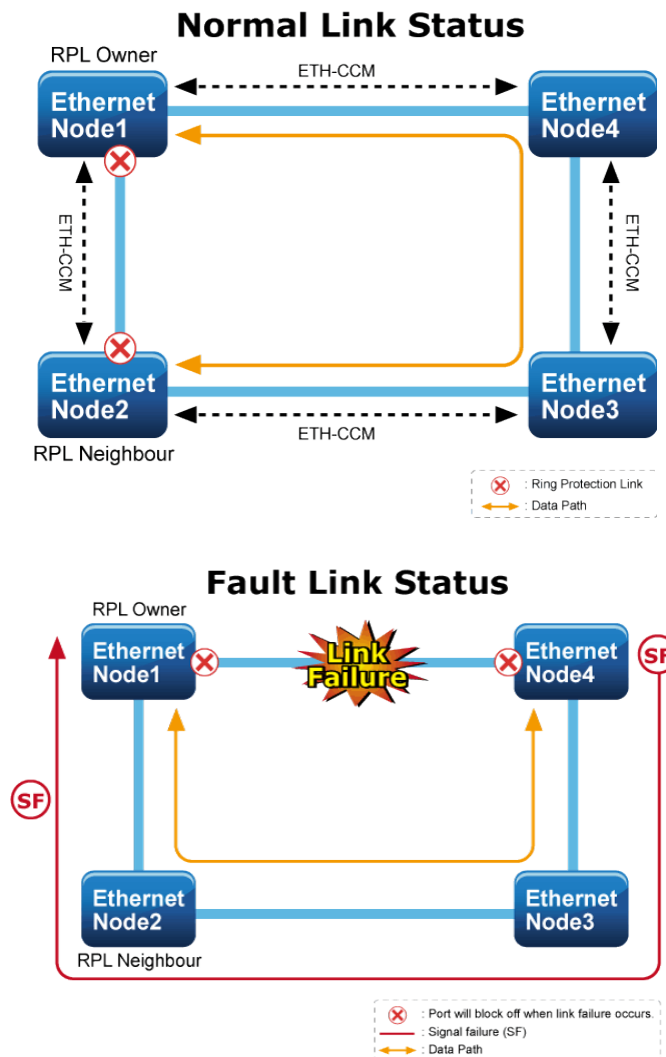 Normal Link Status
RPL Owner
ETH-CCM
Ethernet
Node1
Ethernet
Node4
ETH-CCM
ETH-CCM
Ethernet
Node2
Ethernet
Node3
ETH-CCM
RPL Neighbour
: Ring Protection Link
: Data Path
Fault Link Status
RPL Owner
Ethernet
Node1
Link
Failure
Ethernet
Node4
SF
SF
Ethernet
Node2
Ethernet
Node3
RPL Neighbour
: Port will block off when link failure occurs.
: Signal failure (SF)
: Data Path